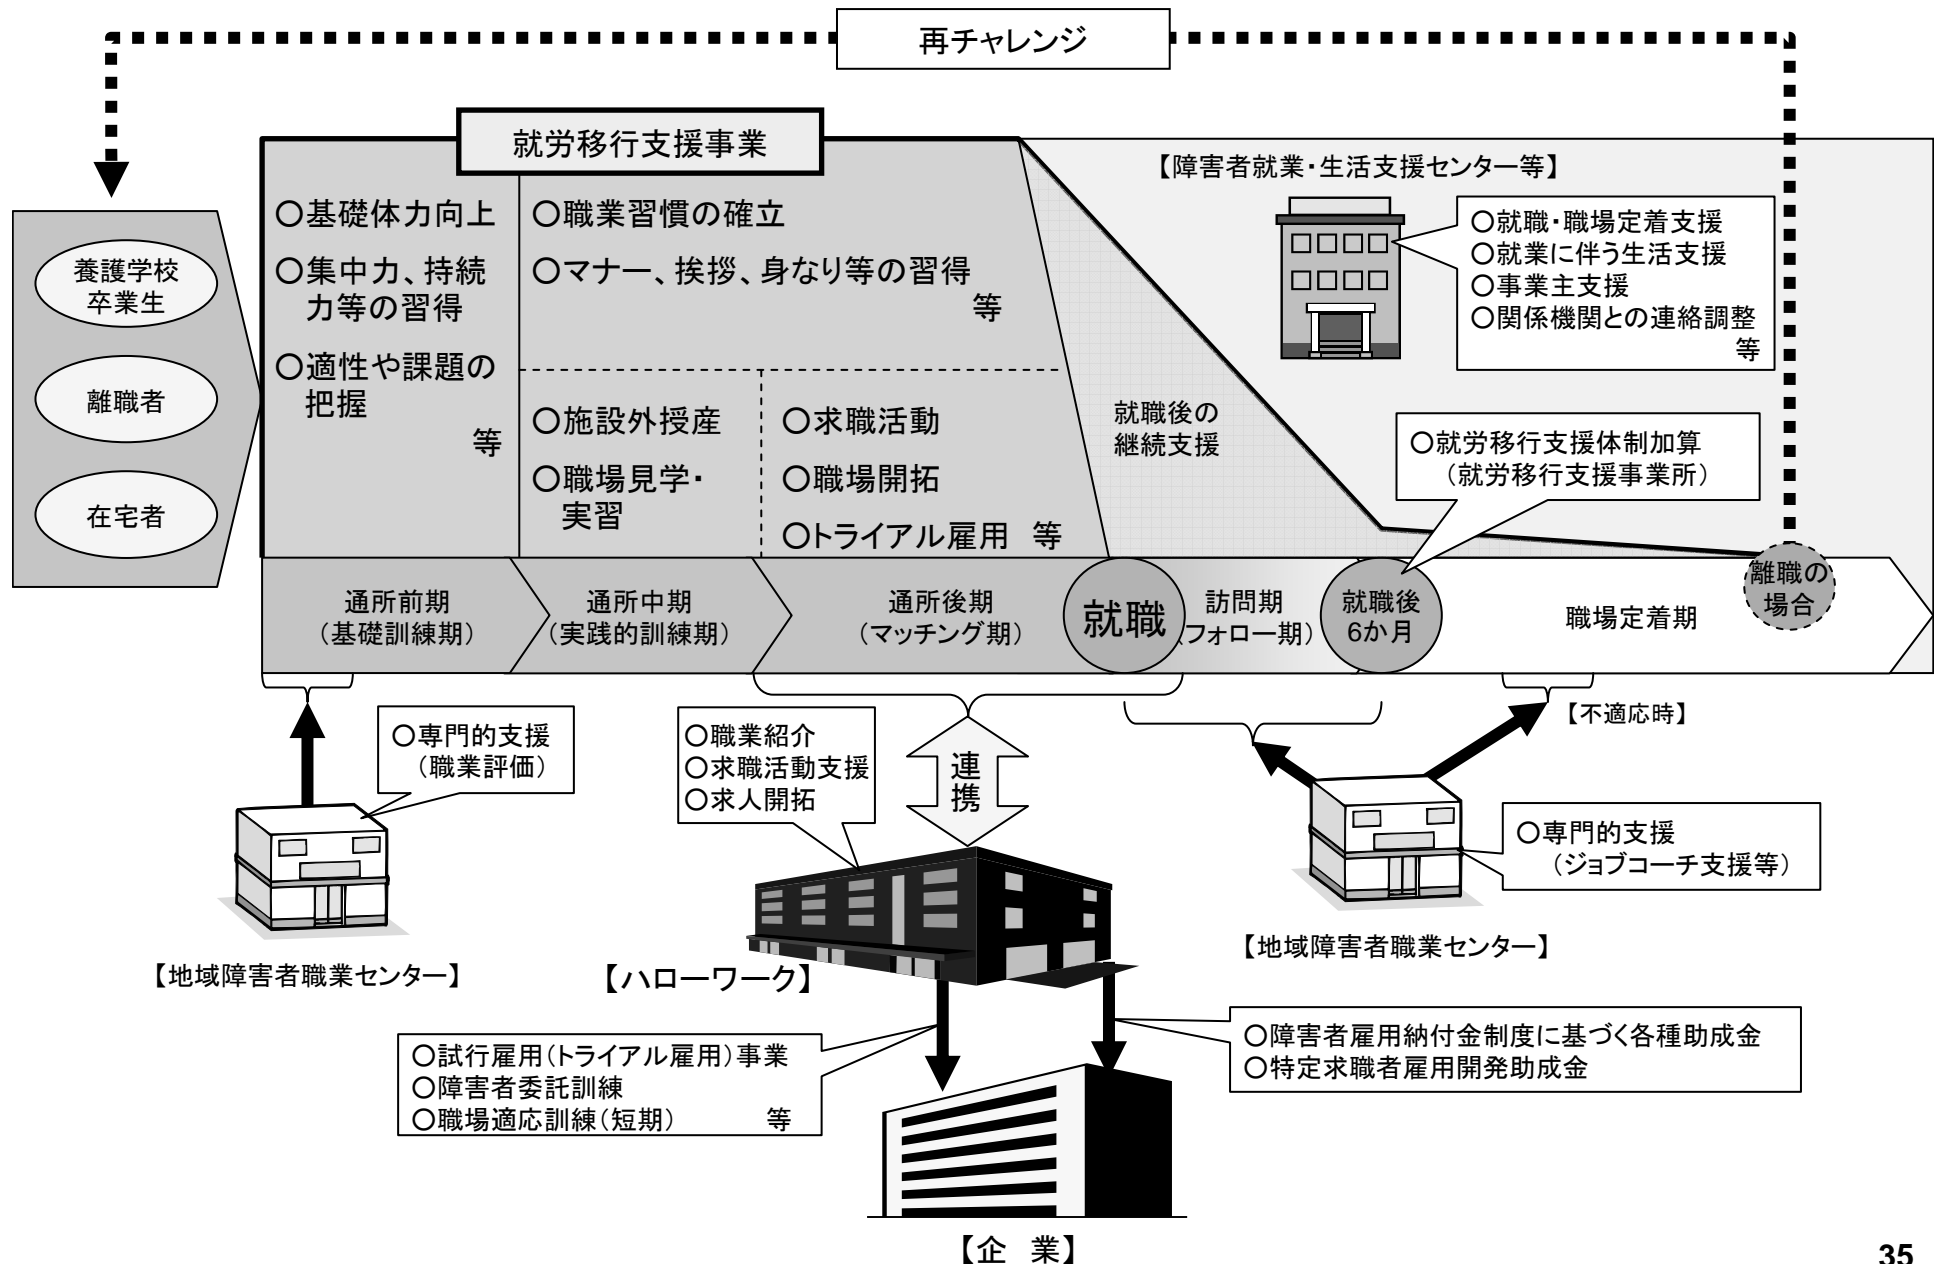 再チャレンジ
就労移行支援事業
養護学校
卒業生
離職者
在宅者
○基礎体力向上
○集中力、持続
力等の習得
○適性や課題の
把握
等
○職業習慣の確立
○マナー、挨拶、身なり等の習得
等
○施設外授産
○職場見学・
実習
○求職活動
○職場開拓
○トライアル雇用 等
就職後の
継続支援
【障害者就業・生活支援センター等】
○就職・職場定着支援
○就業に伴う生活支援
○事業主支援
○関係機関との連絡調整
等
○就労移行支援体制加算
（就労移行支援事業所）
通所前期
（基礎訓練期）
通所中期
（実践的訓練期）
通所後期
（マッチング期）
就職
訪問期
（フォロー期）
就職後
6か月
職場定着期
離職の
場合
○専門的支援
（職業評価）
【地域障害者職業センター】
○職業紹介
○求職活動支援
○求人開拓
連携
【ハローワーク】
【不適応時】
○専門的支援
（ジョブコーチ支援等）
【地域障害者職業センター】
○試行雇用（トライアル雇用）事業
○障害者委託訓練
○職場適応訓練（短期） 等
○障害者雇用納付金制度に基づく各種助成金
○特定求職者雇用開発助成金
【企 業】
35